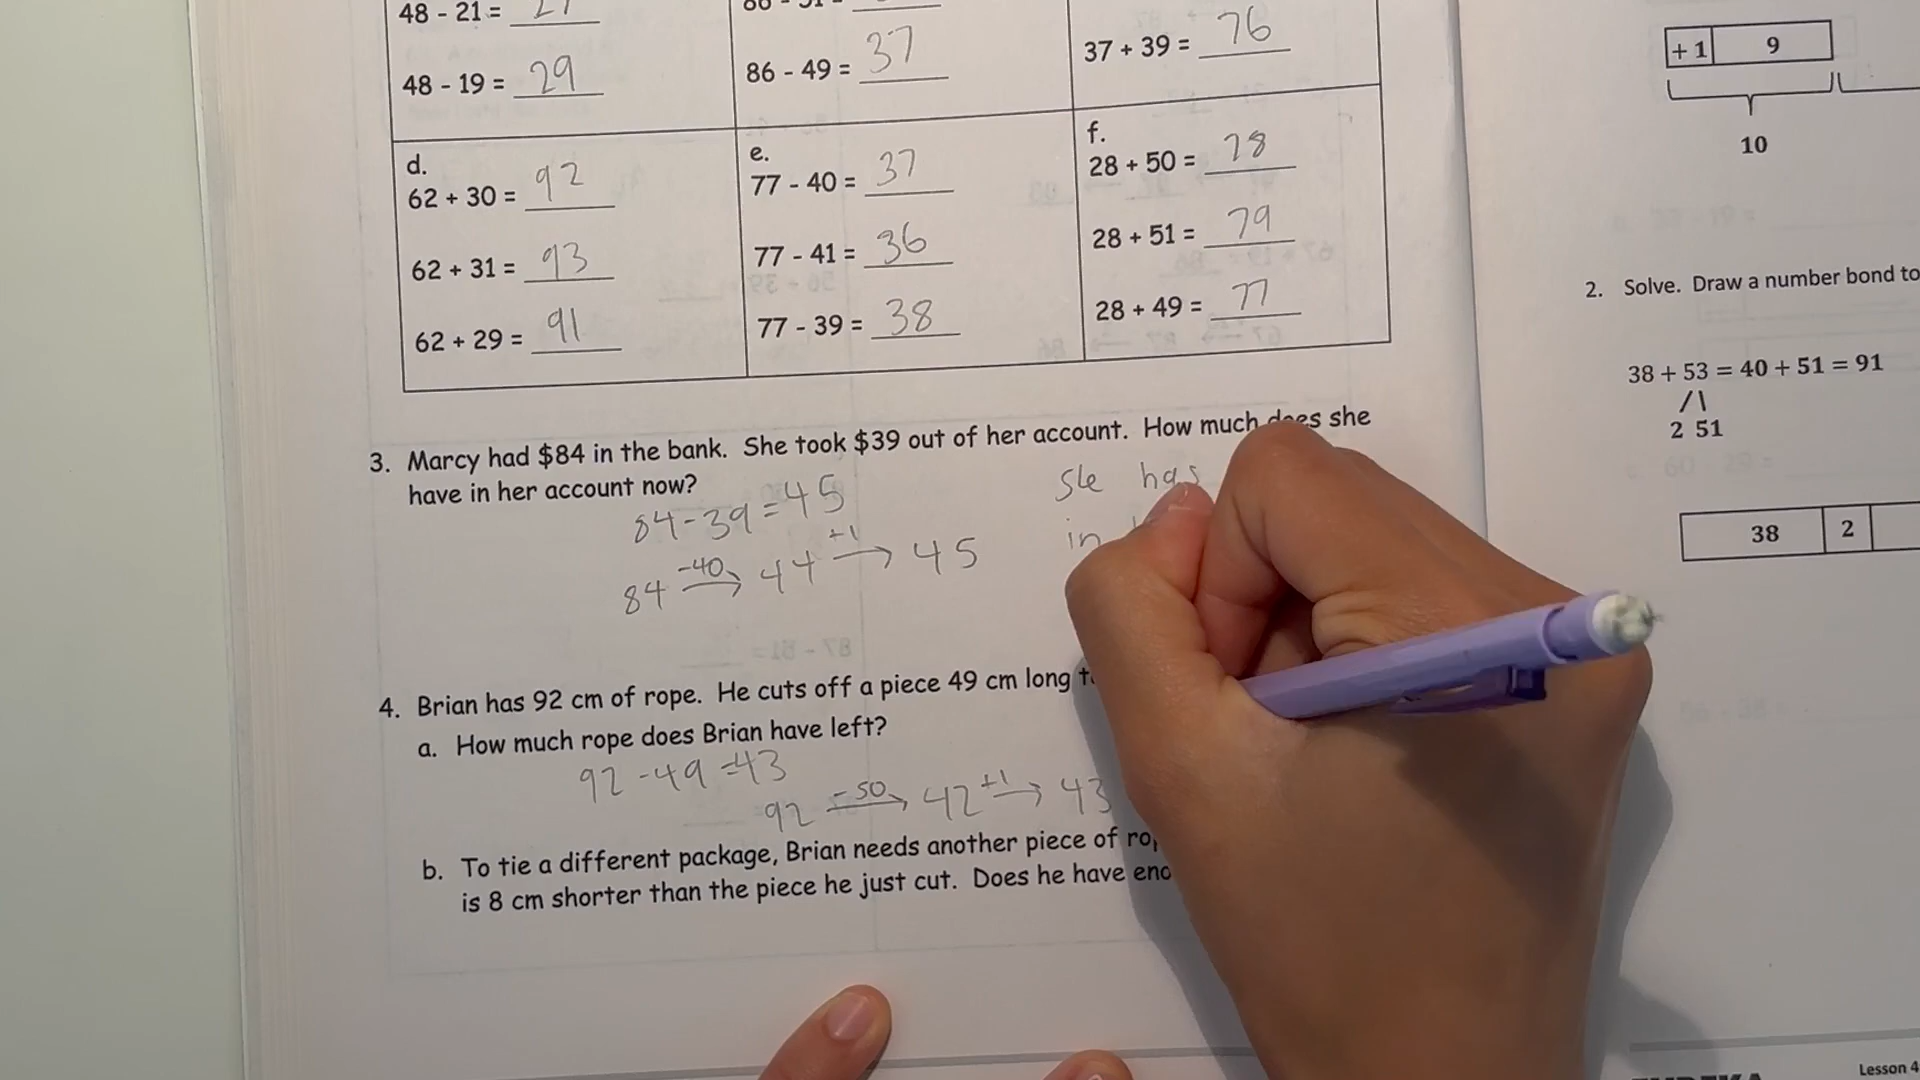 48 - 21 =
48 - 19 = 29
86 - 49 = 37
37 + 39 = 76
d.
62 + 30 = 92
62 + 31 = 93
62 + 29 = 91
e.
77 - 40 = 37
77 - 41 = 36
77 - 39 = 38
f.
28 + 50 = 78
28 + 51 = 79
28 + 49 = 77
3. Marcy had $84 in the bank. She took $39 out of her account. How much does she
have in her account now?
84 - 39 = 45
84 -40→ 44 +1→ 45
She has
in
4. Brian has 92 cm of rope. He cuts off a piece 49 cm long
a. How much rope does Brian have left?
92 - 49 = 43
92 -50→ 42 +1→ 43
b. To tie a different package, Brian needs another piece of
is 8 cm shorter than the piece he just cut. Does he have
+ 1 9
10
2. Solve. Draw a number bond to
38 + 53 = 40 + 51 = 91
2 51
38 2
Lesson 4